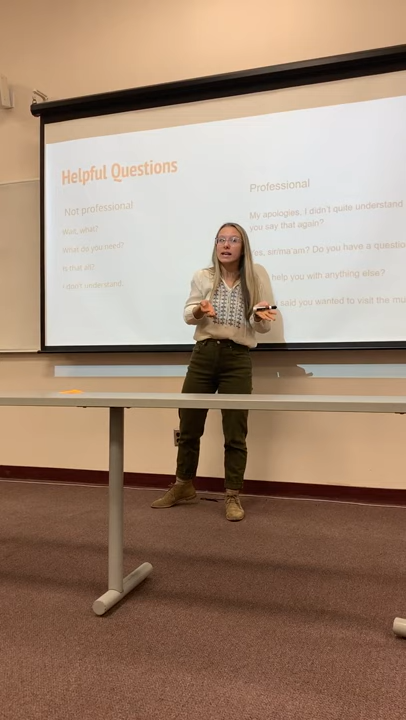 Helpful Questions
Not professional
Wait, what?
What do you need?
Is that all?
I don't understand.
Professional
My apologies, I didn't quite understand
you say that again?
Yes, sir/ma'am? Do you have a questio
help you with anything else?
said you wanted to visit the mu